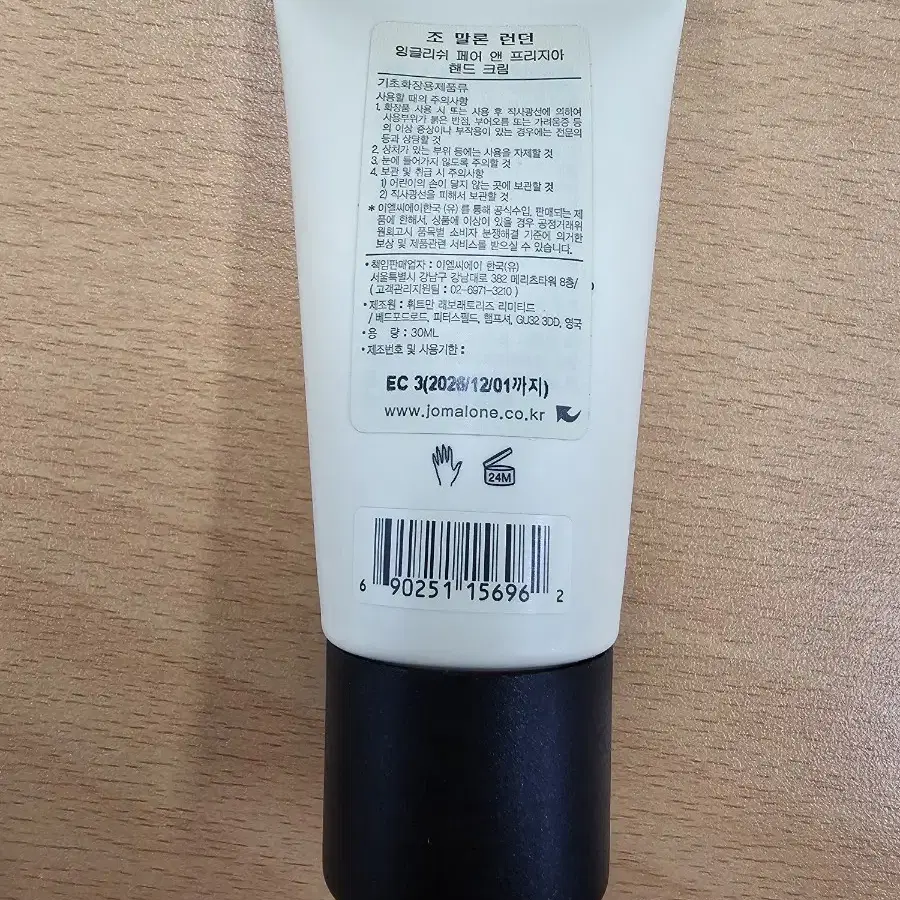 조 말론 런던
잉글리쉬 페어 앤 프리지아
핸드 크림
기초화장용제품류
사용할 때의 주의사항
1. 화장품 사용 시 또는 사용 후 직사광선에 의하여
사용부위가 붉은 반점, 부어오름 또는 가려움증 등
의 이상 증상이나 부작용이 있는 경우에는 전문의
등과 상담할 것
2. 상처가 있는 부위 등에는 사용을 자제할 것
3. 눈에 들어가지 않도록 주의할 것
4. 보관 및 취급 시 주의사항
1) 어린이의 손이 닿지 않는 곳에 보관할 것
2) 직사광선을 피해서 보관할 것
* 이엘씨에이한국 (유) 를 통해 공식수입, 판매되는 제
품에 한해서, 상품에 이상이 있을 경우 공정거래위
원회고시 품목별 소비자 분쟁해결 기준에 의거한
보상 및 제품관련 서비스를 받으실 수 있습니다.
• 책임판매업자 : 이엘씨에이 한국(유)
서울특별시 강남구 강남대로 382 메리츠타워 8층/
( 고객관리지원팀 : 02-6971-3210 )
• 제조원 : 휘트만 래보래토리즈 리미티드
/ 베드포드로드, 피터스필드, 햄프셔, GU32 3DD, 영국
• 용 량 : 30ML
• 제조번호 및 사용기한 :
EC 3(2026/12/01까지)
www.jomalone.co.kr
24M
6 90251 15696 2